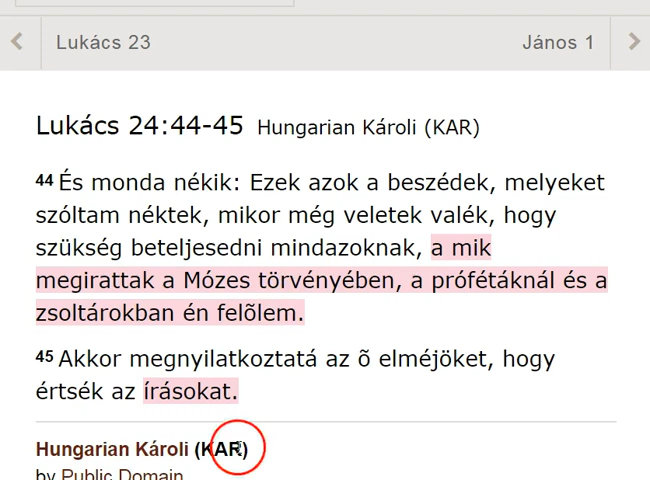 Lukács 23
János 1
Lukács 24:44-45 Hungarian Károli (KAR)
44 És monda nékik: Ezek azok a beszédek, melyeket
szóltam néktek, mikor még veletek valék, hogy
szükség beteljesedni mindazoknak, a mik
megirattak a Mózes törvényében, a prófétáknál és a
zsoltárokban én felõlem.
45 Akkor megnyilatkoztatá az õ elméjöket, hogy
értsék az írásokat.
Hungarian Károli (KAR)
by Public Domain